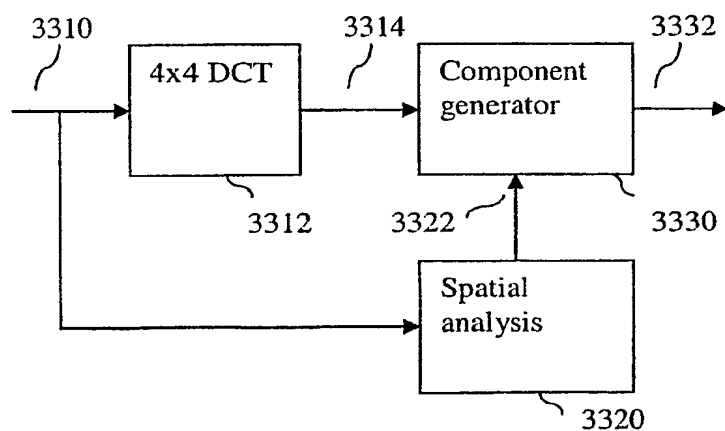 3310
3314
3332
4x4 DCT
Component
generator
3312
3322
3330
Spatial
analysis
3320